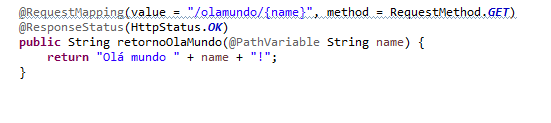 @RequestMapping(value = "/olamundo/{name}", method = RequestMethod.GET)
@ResponseStatus(HttpStatus.OK)
public String retornoOlaMundo(@PathVariable String name) {
return "Olá mundo " + name + "!";
}